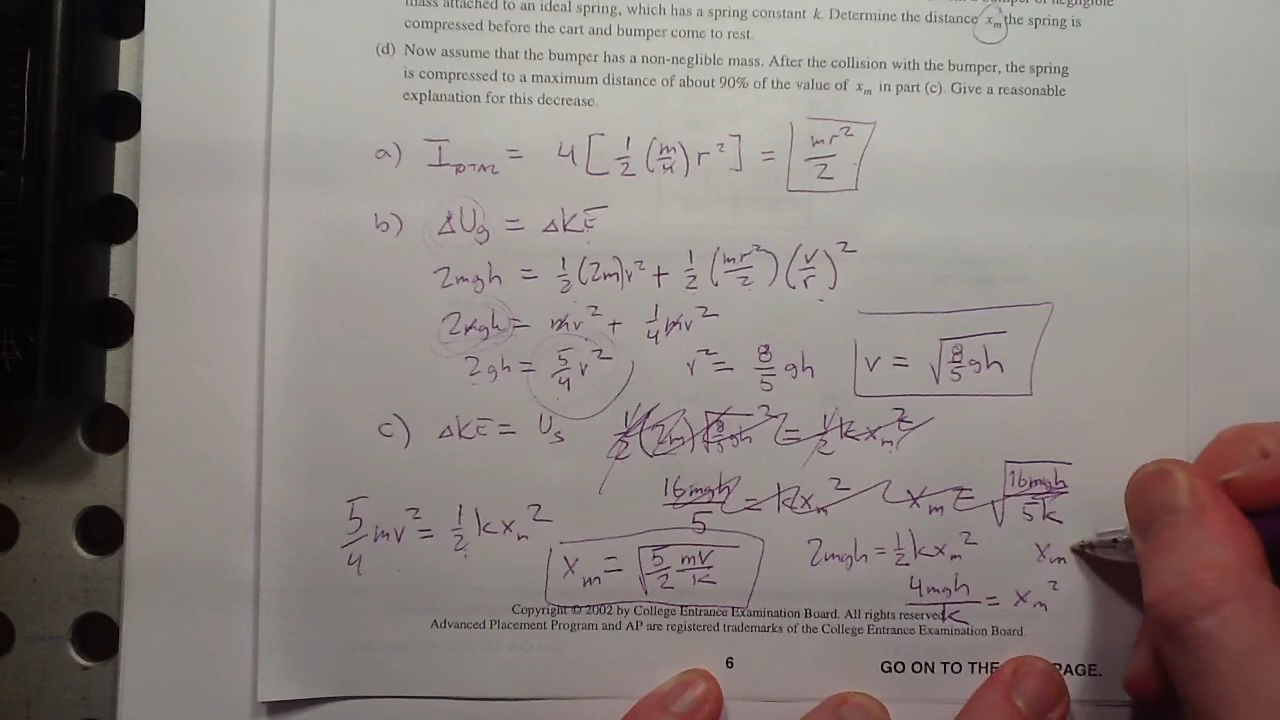 mass attached to an ideal spring, which has a spring constant k. Determine the distance xₘ the spring is
compressed before the cart and bumper come to rest.
(d) Now assume that the bumper has a non-neglible mass. After the collision with the bumper, the spring
is compressed to a maximum distance of about 90% of the value of xₘ in part (c). Give a reasonable
explanation for this decrease.
a) I_TOTAL = 4[½(m/4)r²] = mr²/2
b) ΔUg = ΔKE
2mgh = ½(2m)v² + ½(mr²/2)(v/r)²
2mgh = mv² + ¼mv²
2gh = 5/4 v² v² = 8/5 gh v = √(8/5 gh)
c) ΔKE = Us ½(2m)√(8/5 gh)² = ½kxₘ²
16mgh/5 = kxₘ² xₘ = √(16mgh/5k)
5/4 mv² = ½kxₘ² xₘ = √(5/2 mv/k) 2mgh = ½kxₘ² xₘ
4mgh/k = xₘ²
Copyright © 2002 by College Entrance Examination Board. All rights reserved.
Advanced Placement Program and AP are registered trademarks of the College Entrance Examination Board.
6 GO ON TO THE